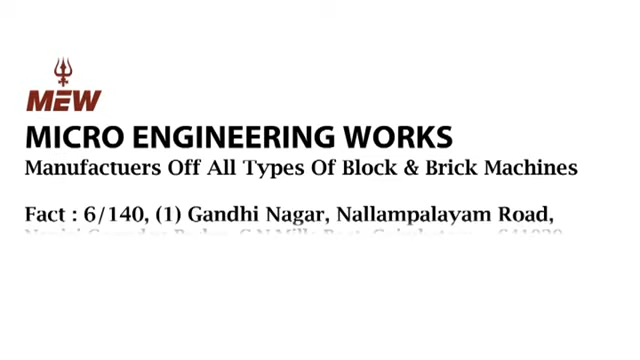 MEW
MICRO ENGINEERING WORKS
Manufactuers Off All Types Of Block & Brick Machines
Fact : 6/140, (1) Gandhi Nagar, Nallampalayam Road,